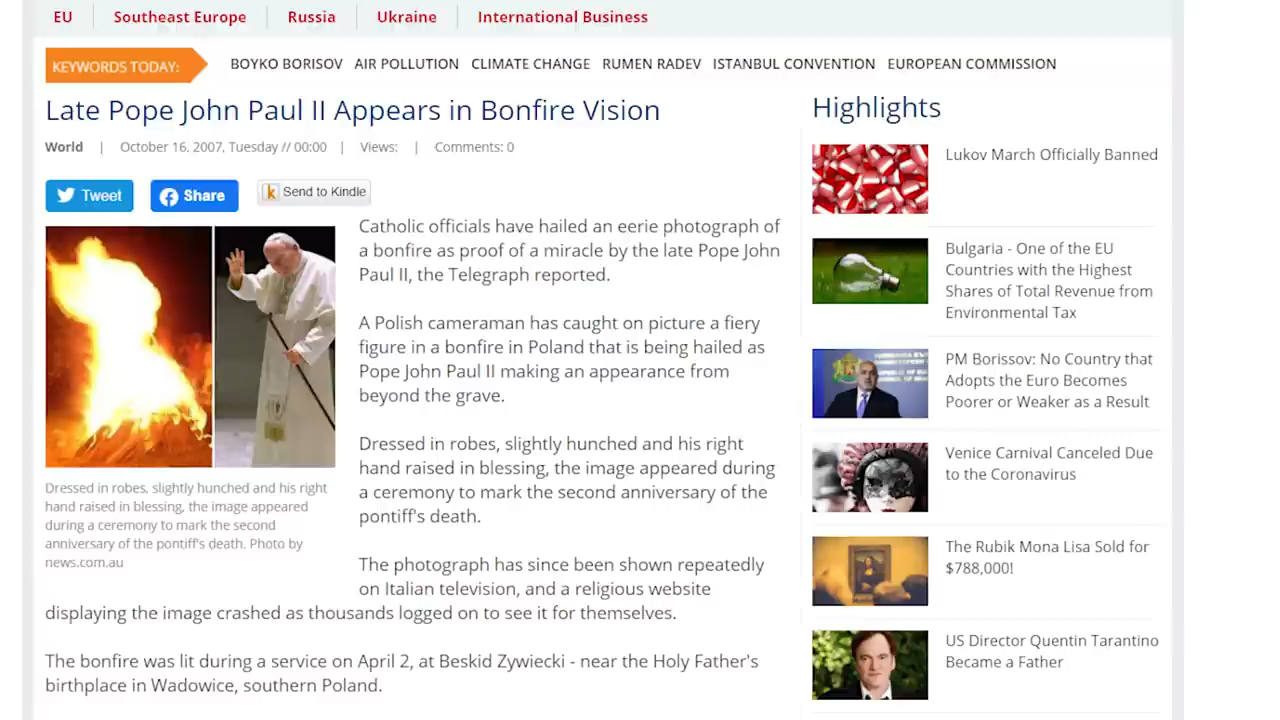 EU Southeast Europe Russia Ukraine International Business
KEYWORDS TODAY: BOYKO BORISOV AIR POLLUTION CLIMATE CHANGE RUMEN RADEV ISTANBUL CONVENTION EUROPEAN COMMISSION
Late Pope John Paul II Appears in Bonfire Vision
World | October 16, 2007, Tuesday // 00:00 | Views: | Comments: 0
Tweet Share Send to Kindle
Catholic officials have hailed an eerie photograph of
a bonfire as proof of a miracle by the late Pope John
Paul II, the Telegraph reported.
A Polish cameraman has caught on picture a fiery
figure in a bonfire in Poland that is being hailed as
Pope John Paul II making an appearance from
beyond the grave.
Dressed in robes, slightly hunched and his right
hand raised in blessing, the image appeared during
a ceremony to mark the second anniversary of the
pontiff's death.
Dressed in robes, slightly hunched and his right
hand raised in blessing, the image appeared
during a ceremony to mark the second
anniversary of the pontiff's death. Photo by
news.com.au
The photograph has since been shown repeatedly
on Italian television, and a religious website
displaying the image crashed as thousands logged on to see it for themselves.
The bonfire was lit during a service on April 2, at Beskid Zywiecki - near the Holy Father's
birthplace in Wadowice, southern Poland.
Highlights
Lukov March Officially Banned
Bulgaria - One of the EU
Countries with the Highest
Shares of Total Revenue from
Environmental Tax
PM Borissov: No Country that
Adopts the Euro Becomes
Poorer or Weaker as a Result
Venice Carnival Canceled Due
to the Coronavirus
The Rubik Mona Lisa Sold for
$788,000!
US Director Quentin Tarantino
Became a Father